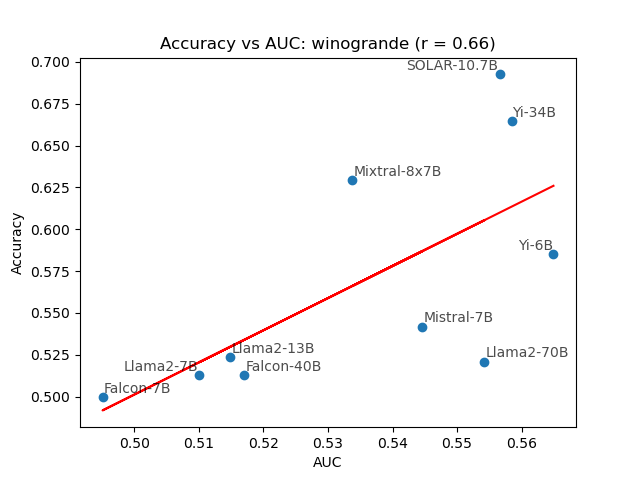 Accuracy vs AUC: winogrande (r = 0.66)
0.700
0.675
0.650
0.625
0.600
0.575
0.550
0.525
0.500
Accuracy
SOLAR-10.7B
Yi-34B
Mixtral-8x7B
Yi-6B
Mistral-7B
Llama2-13B
Llama2-70B
Llama2-7B
Falcon-40B
Falcon-7B
0.50 0.51 0.52 0.53 0.54 0.55 0.56
AUC